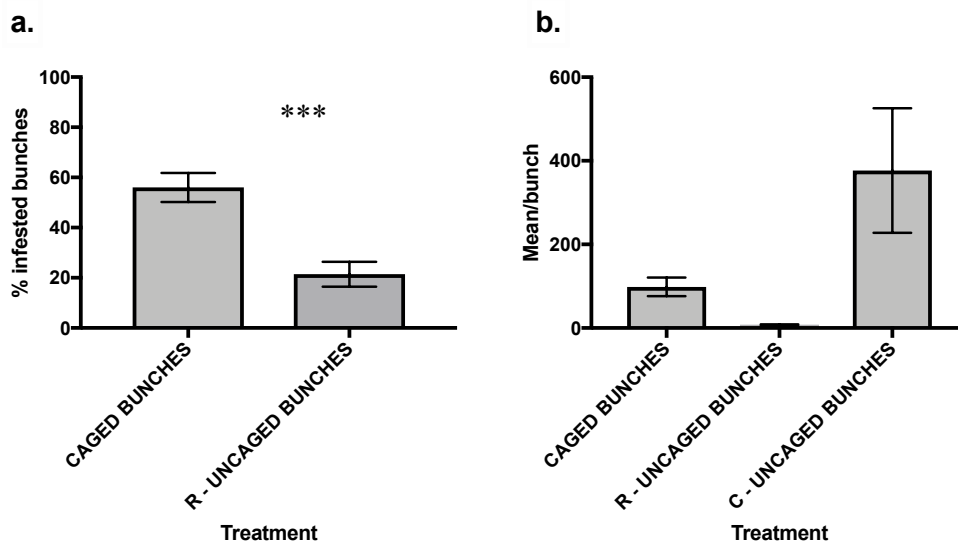 a.
% infested bunches
100
80
60
40
20
0
***
CAGED BUNCHES
R - UNCAGED BUNCHES
Treatment
b.
Mean/bunch
600
400
200
0
CAGED BUNCHES
R - UNCAGED BUNCHES
C - UNCAGED BUNCHES
Treatment